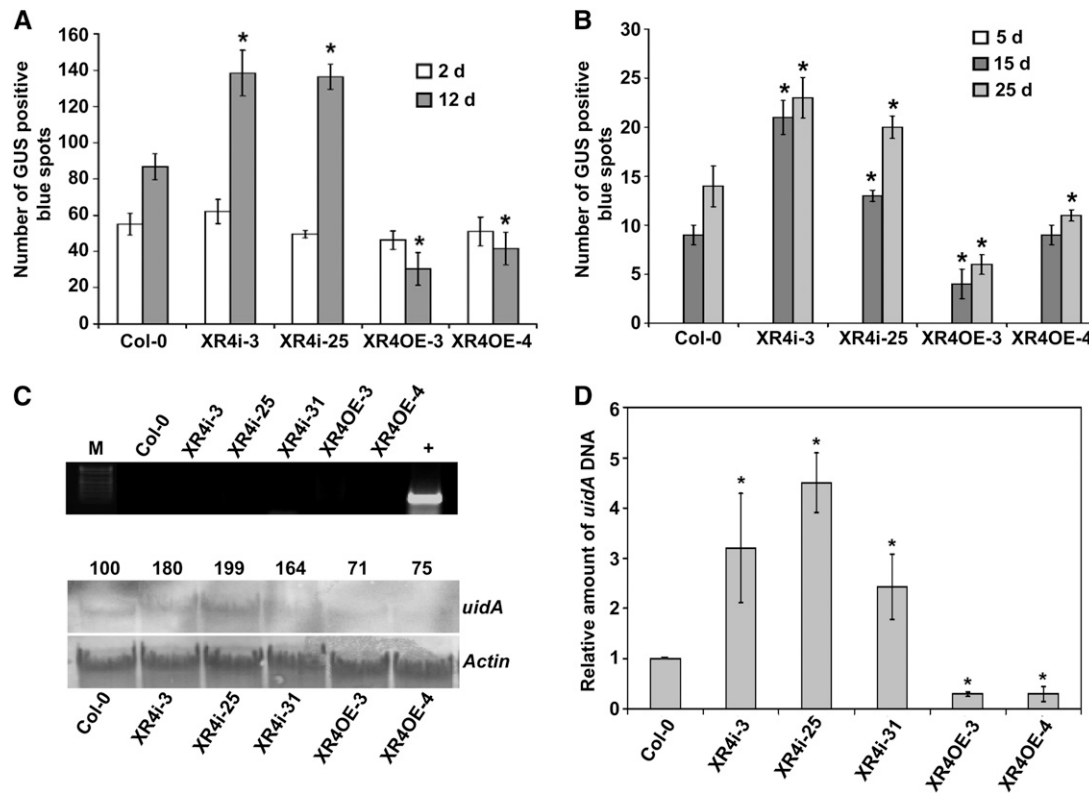 A
Number of GUS positive
blue spots
160
140
120
100
80
60
40
20
0
2 d
12 d
*
*
*
*
Col-0 XR4i-3 XR4i-25 XR4OE-3 XR4OE-4
B
Number of GUS positive
blue spots
30
25
20
15
10
5
0
5 d
15 d
25 d
* *
* *
* *
*
Col-0 XR4i-3 XR4i-25 XR4OE-3 XR4OE-4
C
M Col-0 XR4i-3 XR4i-25 XR4i-31 XR4OE-3 XR4OE-4 +
100 180 199 164 71 75
uidA
Actin
Col-0 XR4i-3 XR4i-25 XR4i-31 XR4OE-3 XR4OE-4
D
Relative amount of uidA DNA
6
5
4
3
2
1
0
*
*
*
*
*
Col-0 XR4i-3 XR4i-25 XR4i-31 XR4OE-3 XR4OE-4